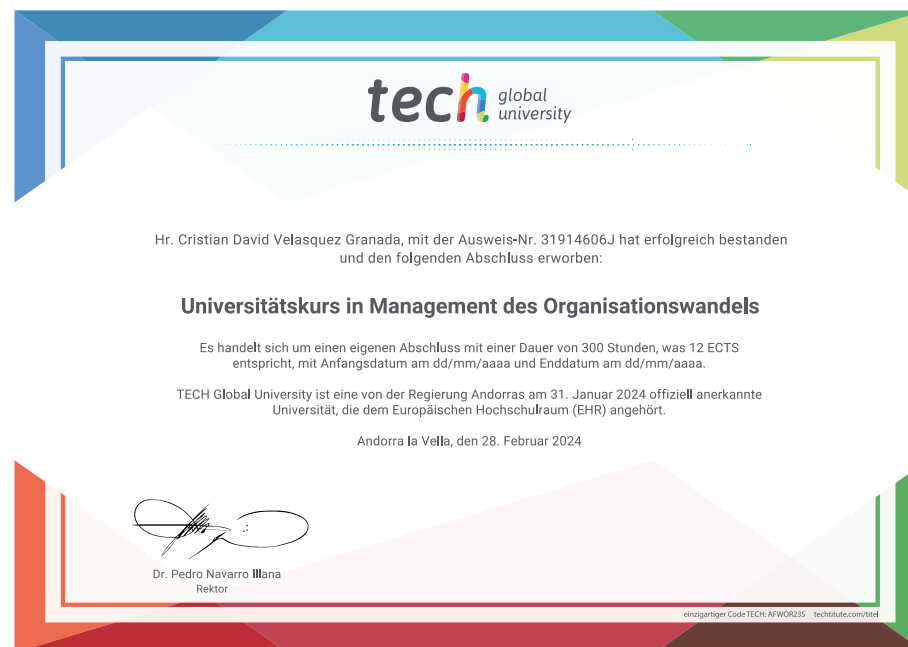 tech global university
Hr. Cristian David Velasquez Granada, mit der Ausweis-Nr. 31914606J hat erfolgreich bestanden
und den folgenden Abschluss erworben:
Universitätskurs in Management des Organisationswandels
Es handelt sich um einen eigenen Abschluss mit einer Dauer von 300 Stunden, was 12 ECTS
entspricht, mit Anfangsdatum am dd/mm/aaaa und Enddatum am dd/mm/aaaa.
TECH Global University ist eine von der Regierung Andorras am 31. Januar 2024 offiziell anerkannte
Universität, die dem Europäischen Hochschulraum (EHR) angehört.
Andorra la Vella, den 28. Februar 2024
Dr. Pedro Navarro Illana
Rektor
einzigartiger Code TECH: AFWOR23S techtitute.com/titel